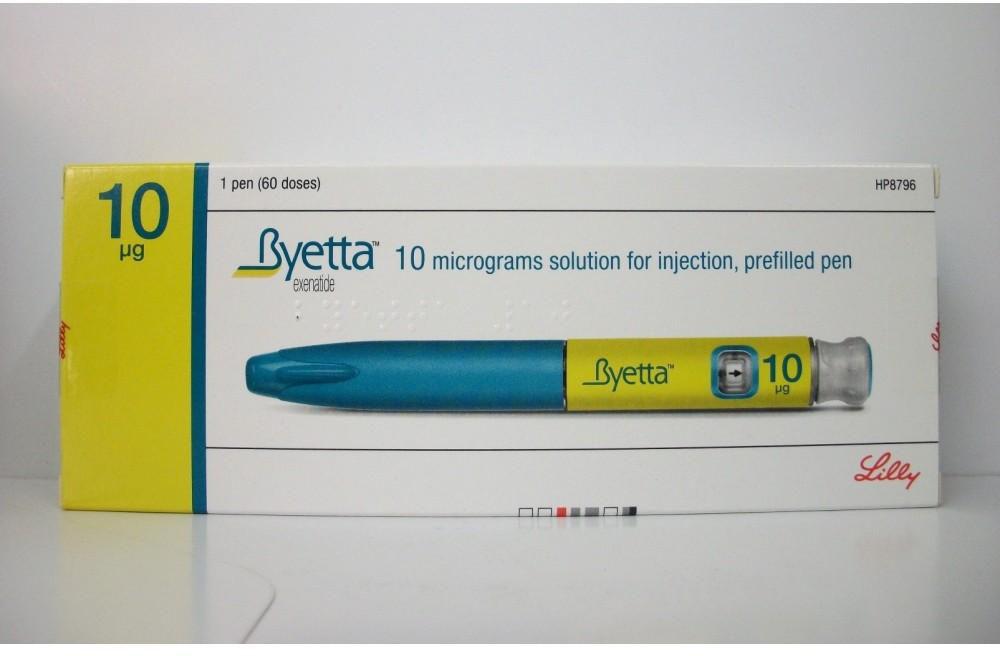 10
µg
1 pen (60 doses)
HP8796
Byetta™ 10 micrograms solution for injection, prefilled pen
exenatide
Byetta™
10
µg
Lilly
Lilly